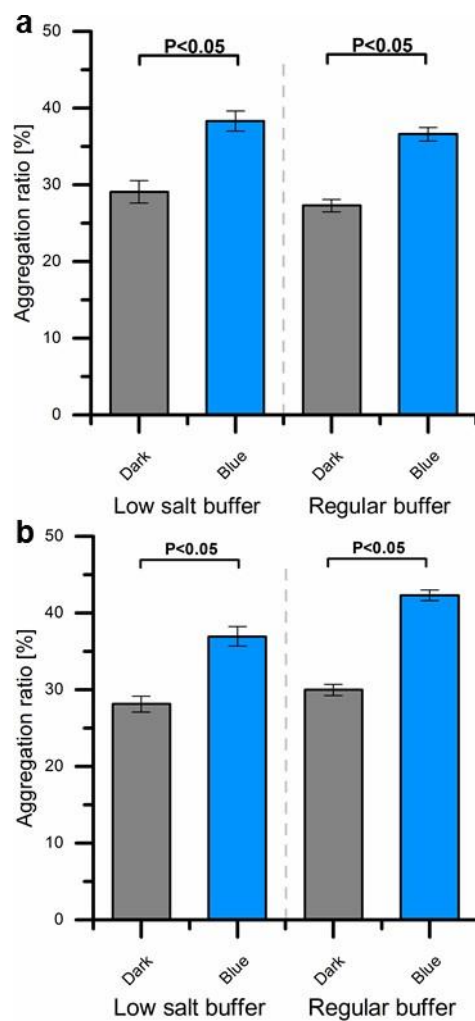 a
50
P<0.05 P<0.05
40
30
20
10
0
Aggregation ratio [%]
Dark Blue Dark Blue
Low salt buffer Regular buffer
b
50
P<0.05 P<0.05
40
30
20
10
0
Aggregation ratio [%]
Dark Blue Dark Blue
Low salt buffer Regular buffer